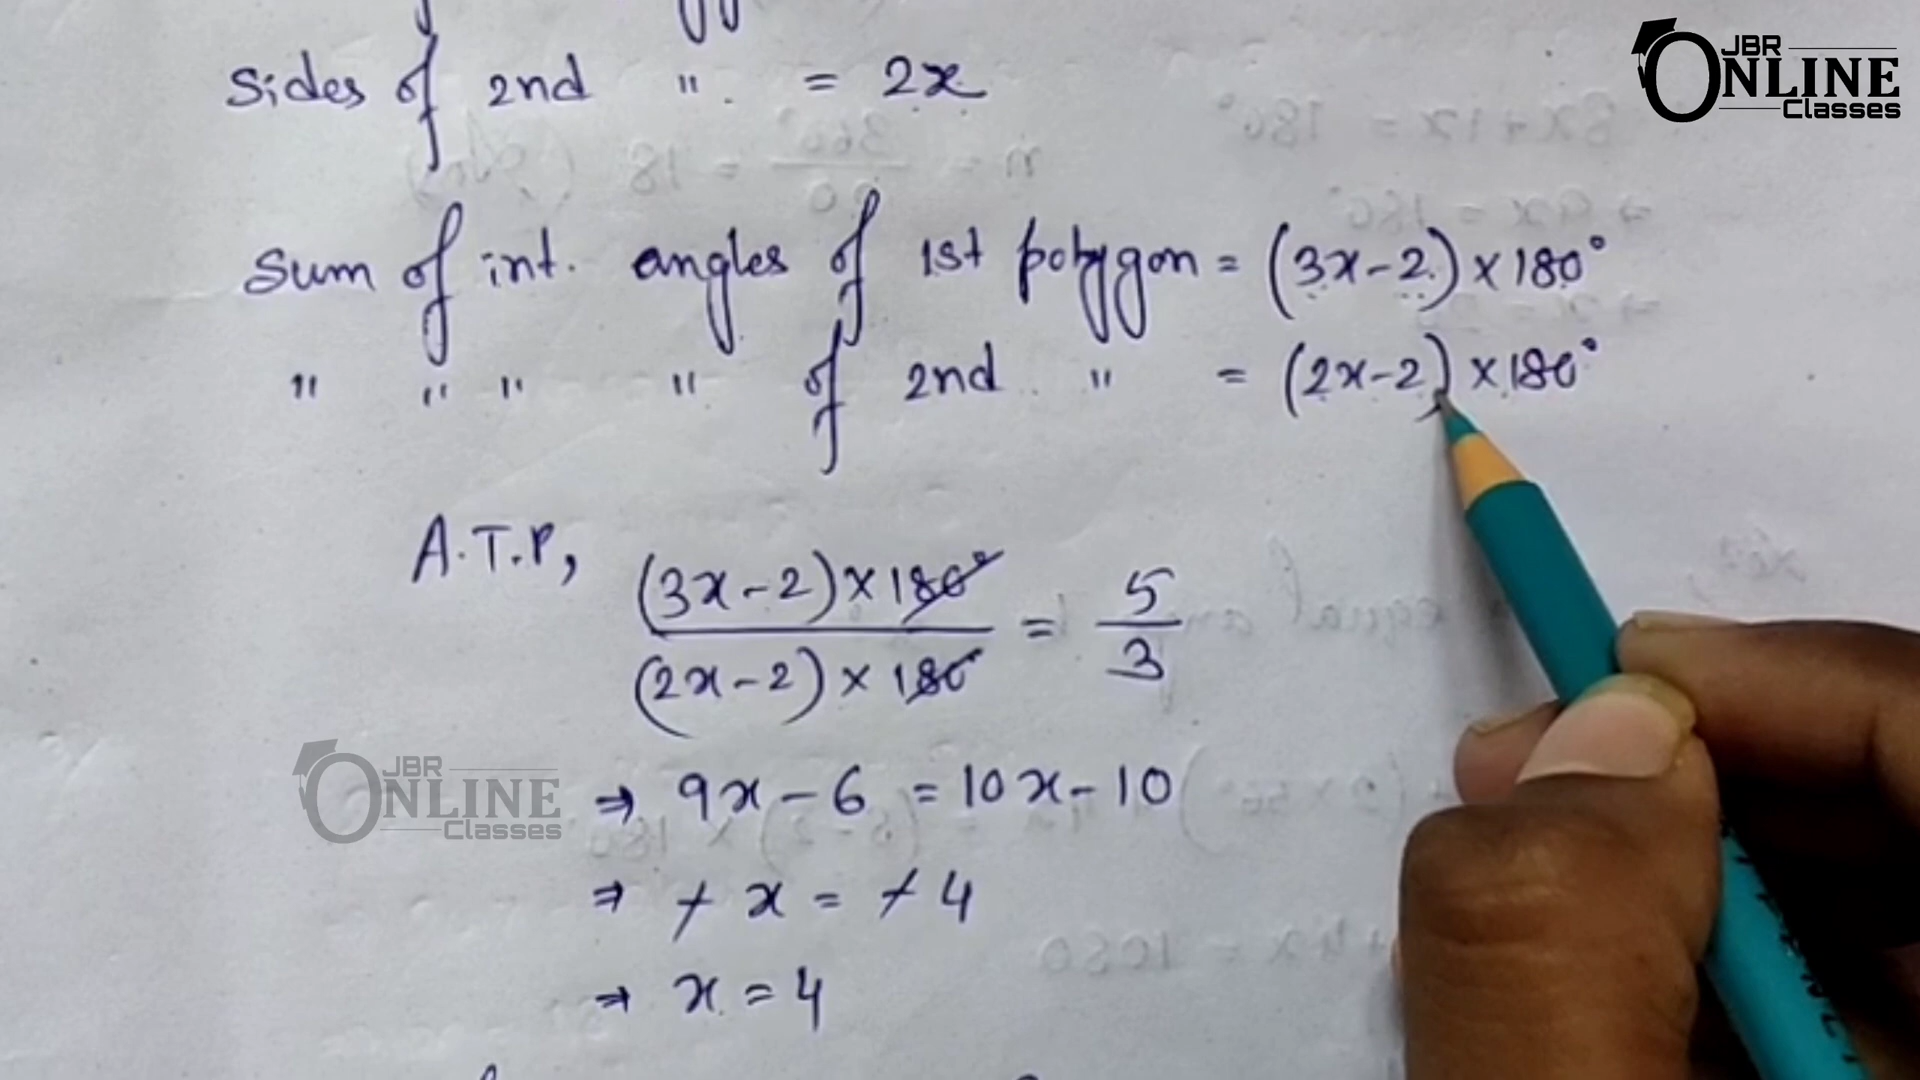 JBR
ONLINE
Classes
Sides of 2nd " = 2x
Sum of int. angles of 1st polygon = (3x-2) × 180°
" " " " of 2nd " = (2x-2) × 180°
A.T.P, (3x-2) × 180° / (2x-2) × 180 = 5/3
⇒ 9x - 6 = 10x - 10
JBR
ONLINE
Classes
⇒ - x = - 4
⇒ x = 4